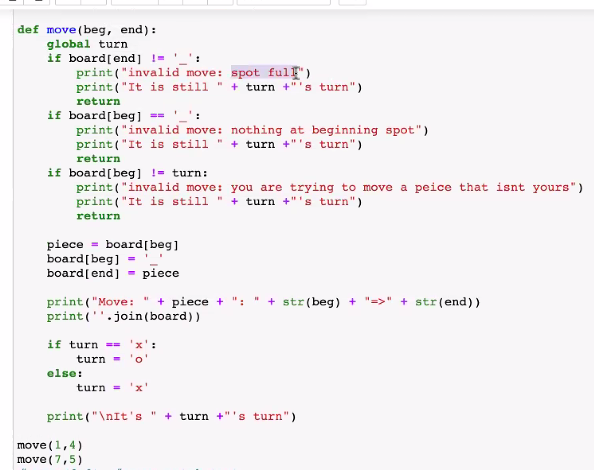 def move(beg, end):
    global turn
    if board[end] != '_':
        print("invalid move: spot full")
        print("It is still " + turn +"'s turn")
        return
    if board[beg] == '_':
        print("invalid move: nothing at beginning spot")
        print("It is still " + turn +"'s turn")
        return
    if board[beg] != turn:
        print("invalid move: you are trying to move a peice that isnt yours")
        print("It is still " + turn +"'s turn")
        return
    piece = board[beg]
    board[beg] = '_'
    board[end] = piece
    print("Move: " + piece + ": " + str(beg) + "=>" + str(end))
    print(''.join(board))
    if turn == 'x':
        turn = 'o'
    else:
        turn = 'x'
    print("\nIt's " + turn +"'s turn")
move(1,4)
move(7,5)